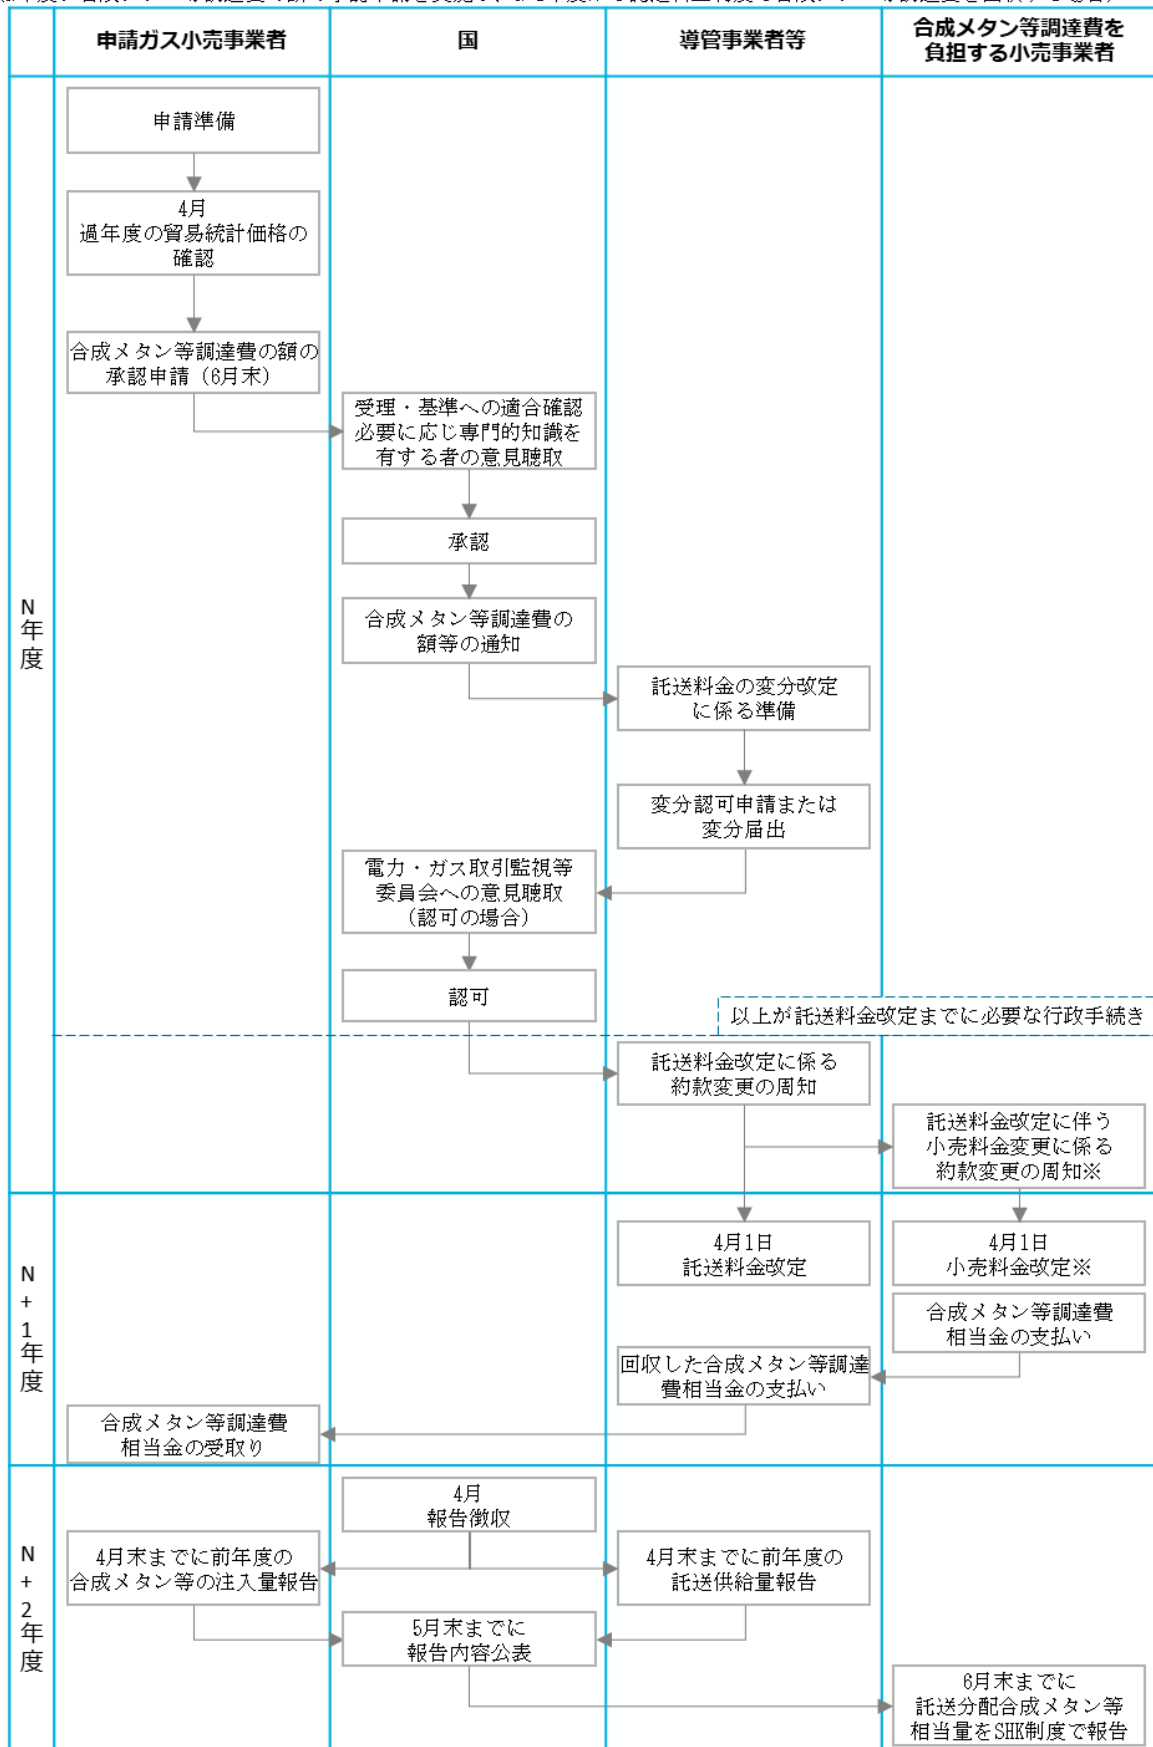 申請ガス小売事業者
国
導管事業者等
合成メタン等調達費を
負担する小売事業者
N
年
度
申請準備
4月
過年度の貿易統計価格の
確認
合成メタン等調達費の額の
承認申請（6月末）
受理・基準への適合確認
必要に応じ専門的知識を
有する者の意見聴取
承認
合成メタン等調達費の
額等の通知
託送料金の変分改定
に係る準備
変分認可申請または
変分届出
電力・ガス取引監視等
委員会への意見聴取
（認可の場合）
認可
以上が託送料金改定までに必要な行政手続き
託送料金改定に係る
約款変更の周知
託送料金改定に伴う
小売料金変更に係る
約款変更の周知※
N
+
1
年
度
4月1日
託送料金改定
4月1日
小売料金改定※
合成メタン等調達費
相当金の支払い
回収した合成メタン等調達
費相当金の支払い
合成メタン等調達費
相当金の受取り
N
+
2
年
度
4月
報告徴収
4月末までに前年度の
合成メタン等の注入量報告
4月末までに前年度の
託送供給量報告
5月末までに
報告内容公表
6月末までに
託送分配合成メタン等
相当量をSHK制度で報告